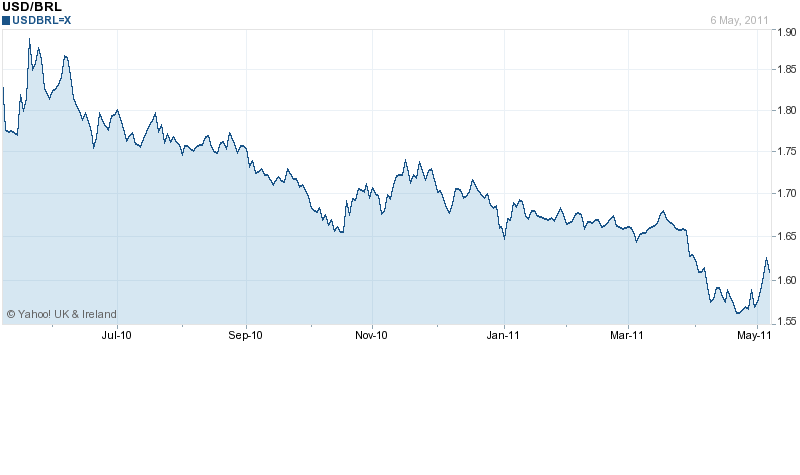 USD/BRL
USDBRL=X
6 May, 2011
1.90
1.85
1.80
1.75
1.70
1.65
1.60
1.55
© Yahoo! UK & Ireland
Jul-10 Sep-10 Nov-10 Jan-11 Mar-11 May-11